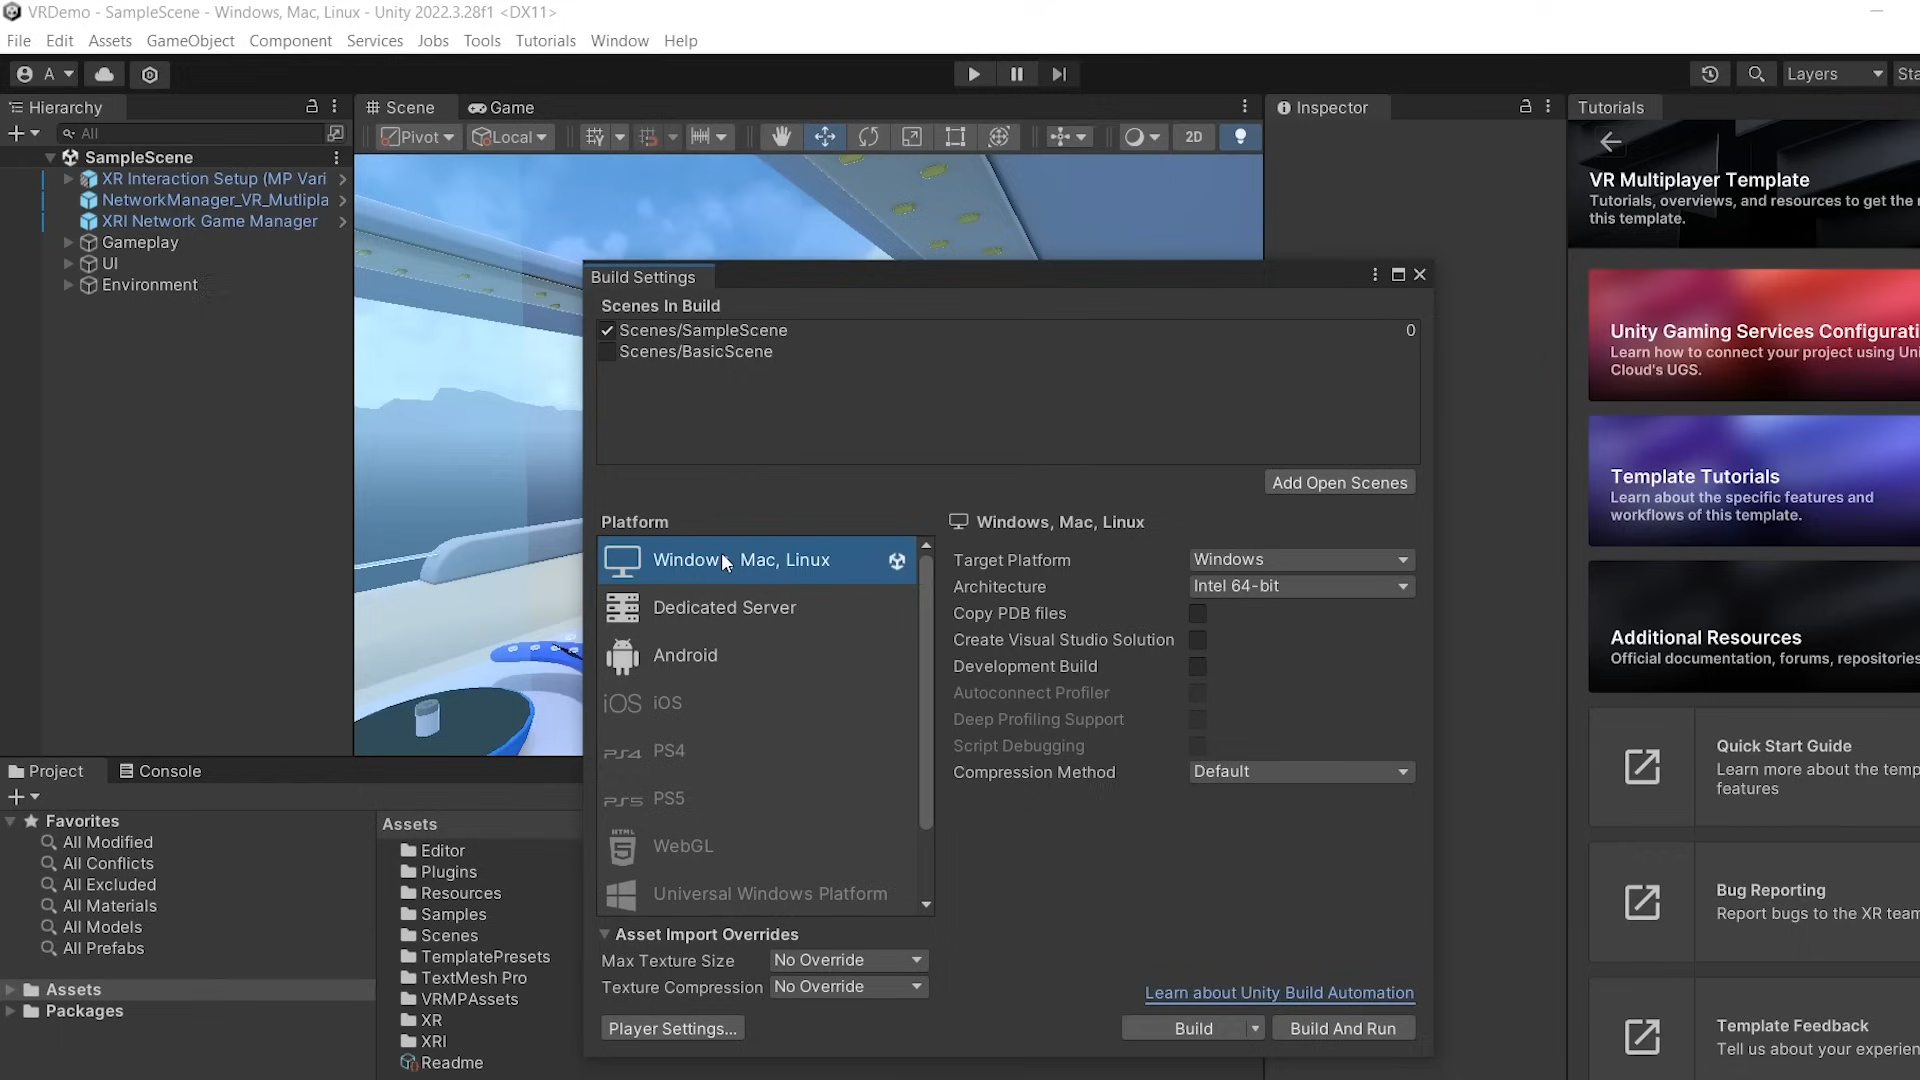 VRDemo - SampleScene - Windows, Mac, Linux - Unity 2022.3.28f1 <DX11>
File Edit Assets GameObject Component Services Jobs Tools Tutorials Window Help
A
Layers
Sta
Hierarchy
All
SampleScene
XR Interaction Setup (MP Vari
NetworkManager_VR_Mutlipla
XRI Network Game Manager
Gameplay
UI
Environment
Scene
Game
Pivot
Local
2D
Inspector
Tutorials
VR Multiplayer Template
Tutorials, overviews, and resources to get the
this template.
Unity Gaming Services Configurati
Learn how to connect your project using Uni
Cloud's UGS.
Template Tutorials
Learn about the specific features and
workflows of this template.
Additional Resources
Official documentation, forums, repositories
Quick Start Guide
Learn more about the temp
features
Bug Reporting
Report bugs to the XR team
Template Feedback
Tell us about your experien
Build Settings
Scenes In Build
Scenes/SampleScene 0
Scenes/BasicScene
Add Open Scenes
Platform
Windows, Mac, Linux
Dedicated Server
Android
iOS iOS
PS4 PS4
PS5 PS5
HTML 5 WebGL
Universal Windows Platform
Windows, Mac, Linux
Target Platform Windows
Architecture Intel 64-bit
Copy PDB files
Create Visual Studio Solution
Development Build
Autoconnect Profiler
Deep Profiling Support
Script Debugging
Compression Method Default
Asset Import Overrides
Max Texture Size No Override
Texture Compression No Override
Learn about Unity Build Automation
Player Settings...
Build
Build And Run
Project
Console
Favorites
All Modified
All Conflicts
All Excluded
All Materials
All Models
All Prefabs
Assets
Packages
Assets
Editor
Plugins
Resources
Samples
Scenes
TemplatePresets
TextMesh Pro
VRMPAssets
XR
XRI
Readme